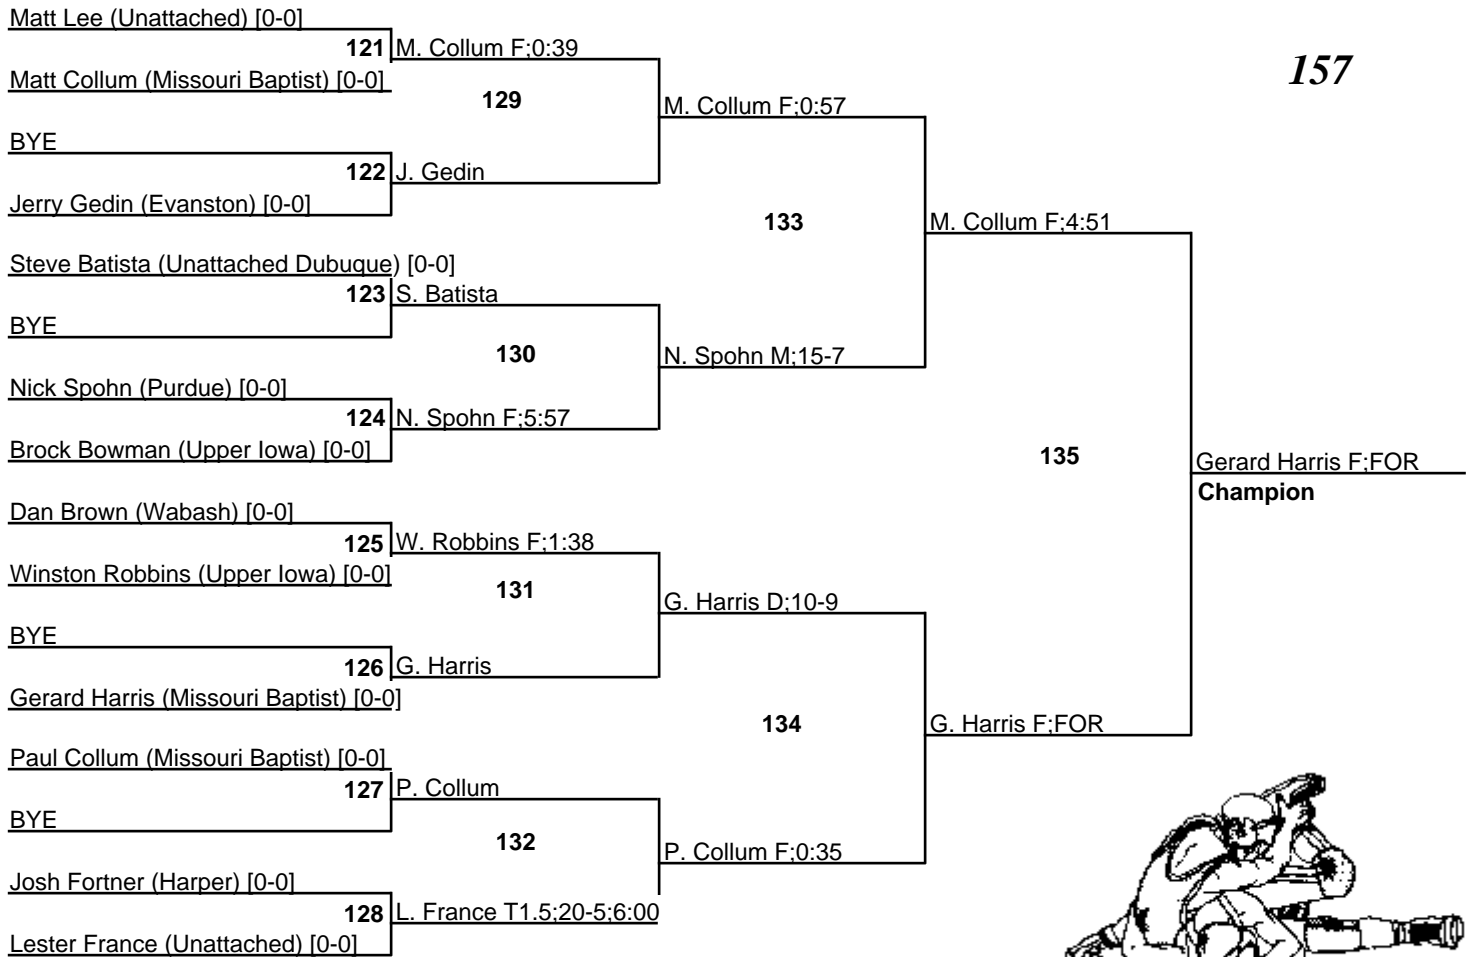 Matt Lee (Unattached) [0-0]
121 M. Collum F;0:39
157
Matt Collum (Missouri Baptist) [0-0]
129
M. Collum F;0:57
BYE
122 J. Gedin
Jerry Gedin (Evanston) [0-0]
133
M. Collum F;4:51
Steve Batista (Unattached Dubuque) [0-0]
123 S. Batista
BYE
130
N. Spohn M;15-7
Nick Spohn (Purdue) [0-0]
124 N. Spohn F;5:57
Brock Bowman (Upper Iowa) [0-0]
135
Gerard Harris F;FOR
Champion
Dan Brown (Wabash) [0-0]
125 W. Robbins F;1:38
Winston Robbins (Upper Iowa) [0-0]
131
G. Harris D;10-9
BYE
126 G. Harris
Gerard Harris (Missouri Baptist) [0-0]
134
G. Harris F;FOR
Paul Collum (Missouri Baptist) [0-0]
127 P. Collum
BYE
132
P. Collum F;0:35
Josh Fortner (Harper) [0-0]
128 L. France T1.5;20-5;6:00
Lester France (Unattached) [0-0]